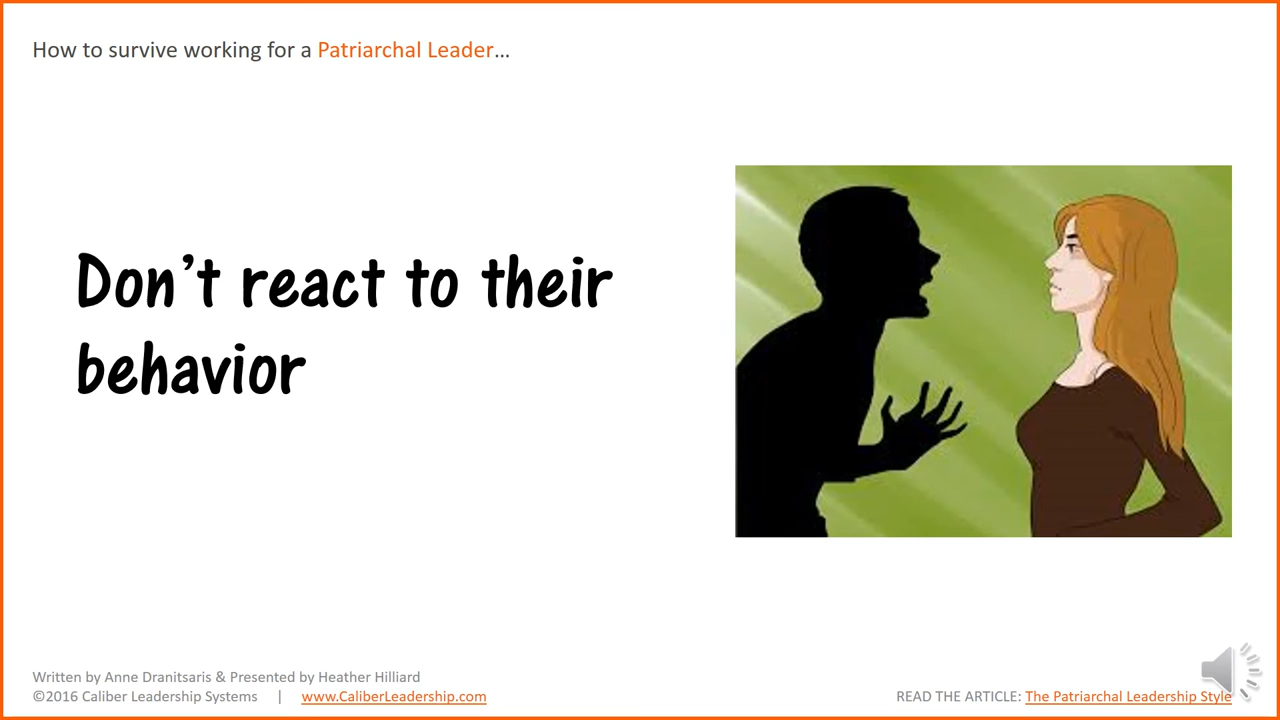 How to survive working for a Patriarchal Leader...
Don't react to their
behavior
Written by Anne Dranitsaris & Presented by Heather Hilliard
©2016 Caliber Leadership Systems | www.CaliberLeadership.com
READ THE ARTICLE: The Patriarchal Leadership Style